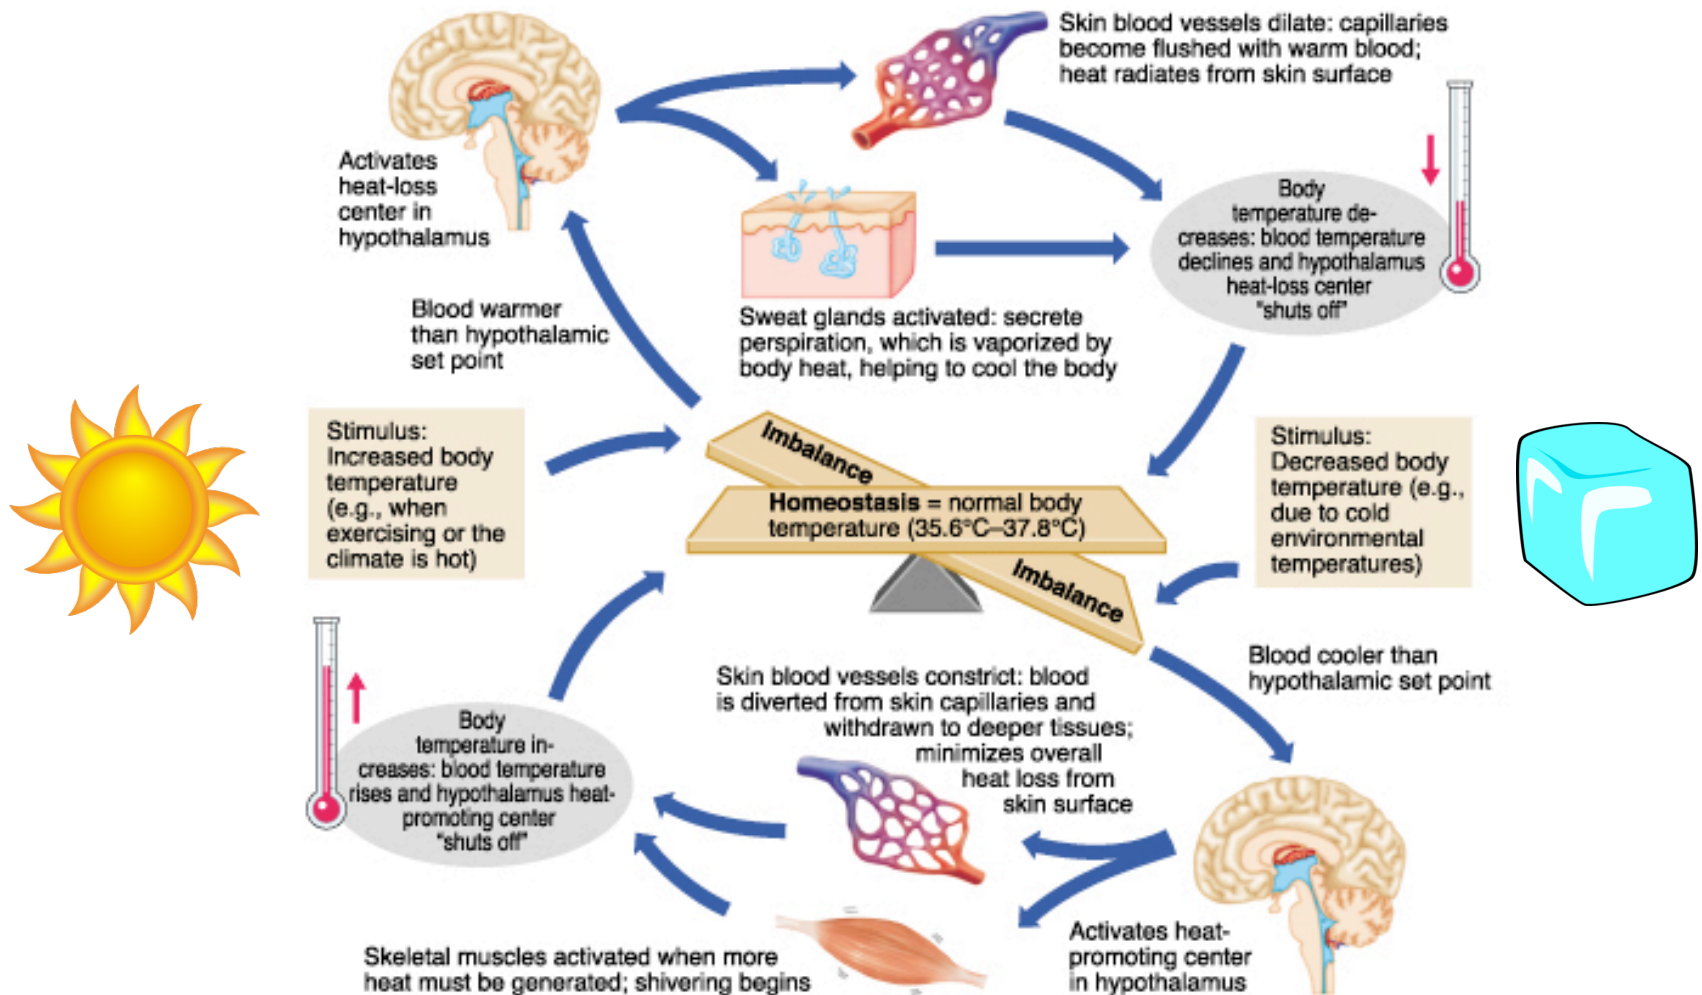 Skin blood vessels dilate: capillaries
become flushed with warm blood;
heat radiates from skin surface
Activates
heat-loss
center in
hypothalamus
Body
temperature de-
creases: blood temperature
declines and hypothalamus
heat-loss center
"shuts off"
Blood warmer
than hypothalamic
set point
Sweat glands activated: secrete
perspiration, which is vaporized by
body heat, helping to cool the body
Stimulus:
Increased body
temperature
(e.g., when
exercising or the
climate is hot)
Imbalance
Homeostasis = normal body
temperature (35.6°C–37.8°C)
Imbalance
Stimulus:
Decreased body
temperature (e.g.,
due to cold
environmental
temperatures)
Blood cooler than
hypothalamic set point
Skin blood vessels constrict: blood
is diverted from skin capillaries and
withdrawn to deeper tissues;
minimizes overall
heat loss from
skin surface
Body
temperature in-
creases: blood temperature
rises and hypothalamus heat-
promoting center
"shuts off"
Activates heat-
promoting center
in hypothalamus
Skeletal muscles activated when more
heat must be generated; shivering begins